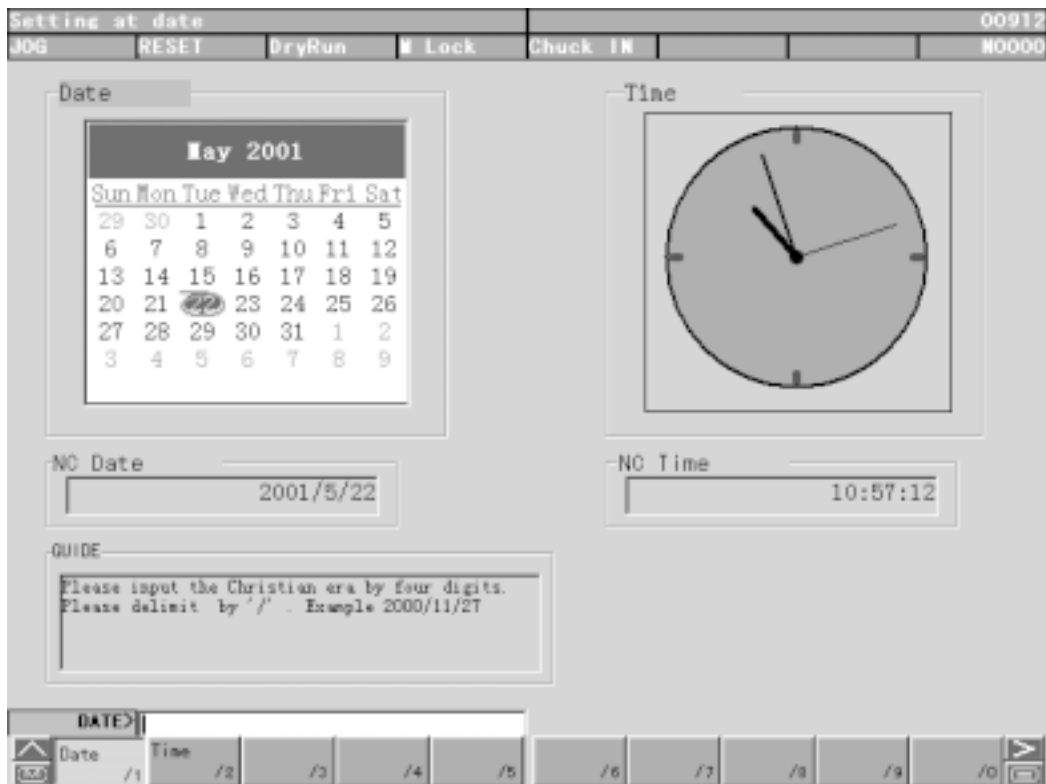 Setting at date 00912
JOG RESET DryRun M Lock Chuck IN N0000
Date
May 2001
Sun Mon Tue Wed Thu Fri Sat
29 30 1 2 3 4 5
6 7 8 9 10 11 12
13 14 15 16 17 18 19
20 21 22 23 24 25 26
27 28 29 30 31 1 2
3 4 5 6 7 8 9
Time
NC Date
2001/5/22
NC Time
10:57:12
GUIDE
Please input the Christian era by four digits.
Please delimit by '/' . Example 2000/11/27
DATE>
Date /1 Time /2 /3 /4 /5 /6 /7 /8 /9 /0 >